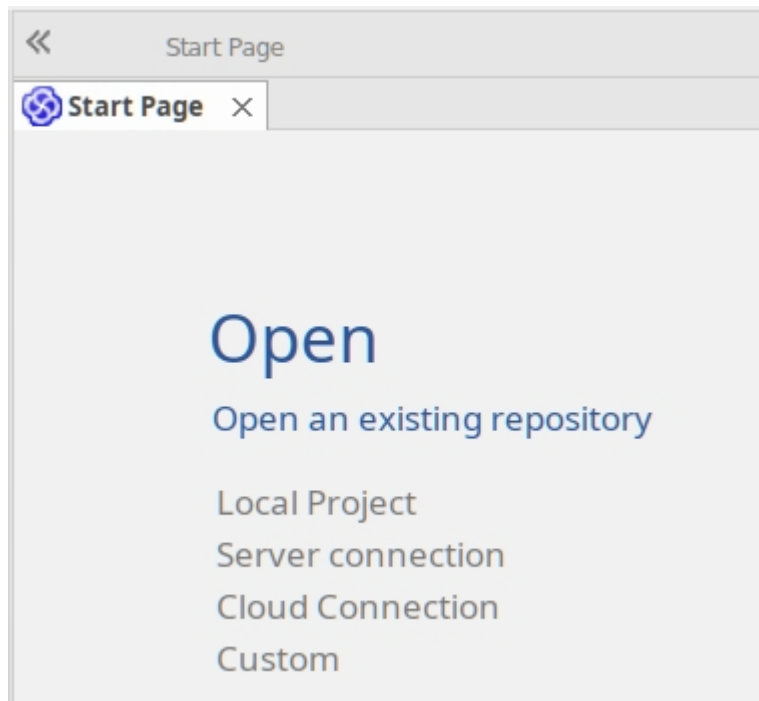 Start Page
Start Page
Open
Open an existing repository
Local Project
Server connection
Cloud Connection
Custom